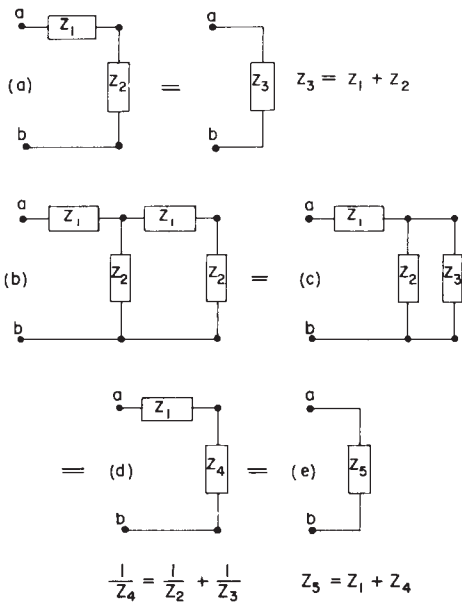 a Z₁
(a) Z₂ = Z₃ Z₃ = Z₁ + Z₂
a
b b
a Z₁ Z₁ a Z₁
(b) Z₂ Z₂ = (c) Z₂ Z₃
b b
a Z₁ a
= (d) Z₄ = (e) Z₅
b b
1/Z₄ = 1/Z₂ + 1/Z₃ Z₅ = Z₁ + Z₄